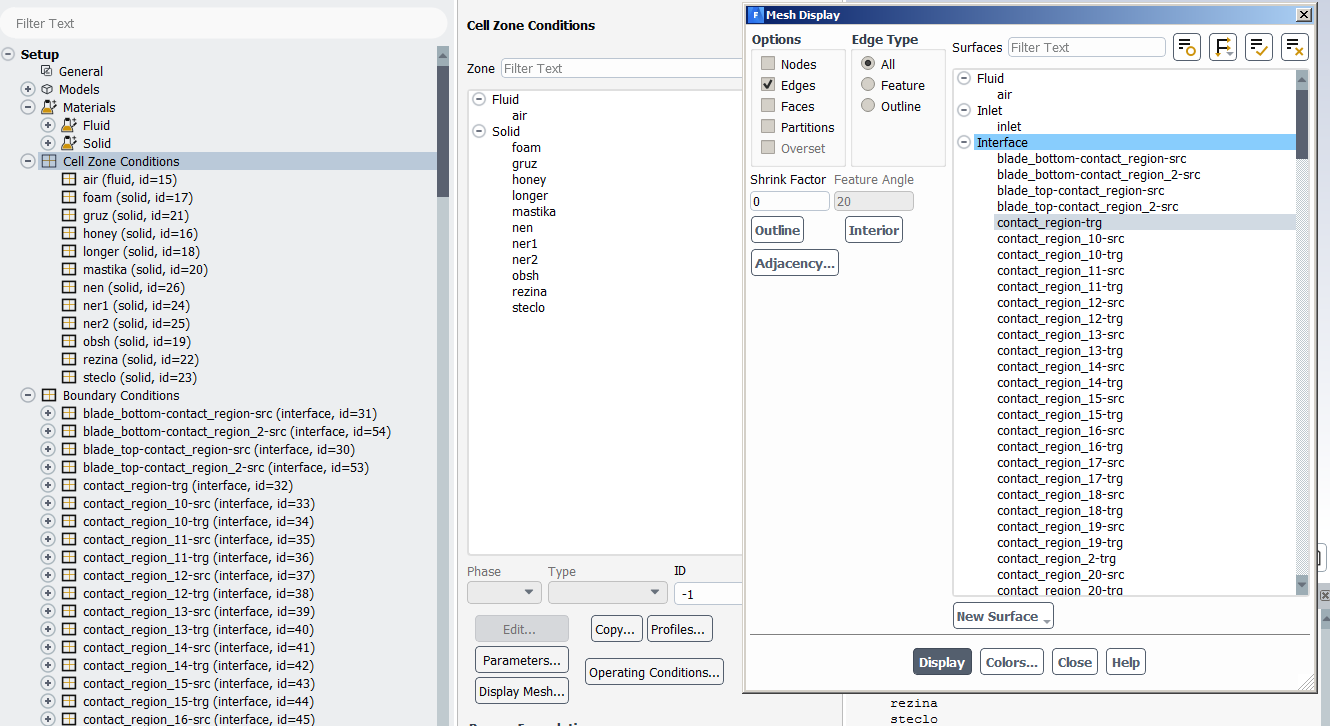 Filter Text
Setup
General
Models
Materials
Fluid
Solid
Cell Zone Conditions
air (fluid, id=15)
foam (solid, id=17)
gruz (solid, id=21)
honey (solid, id=16)
longer (solid, id=18)
mastika (solid, id=20)
nen (solid, id=26)
ner1 (solid, id=24)
ner2 (solid, id=25)
obsh (solid, id=19)
rezina (solid, id=22)
steclo (solid, id=23)
Boundary Conditions
blade_bottom-contact_region-src (interface, id=31)
blade_bottom-contact_region_2-src (interface, id=54)
blade_top-contact_region-src (interface, id=30)
blade_top-contact_region_2-src (interface, id=53)
contact_region-trg (interface, id=32)
contact_region_10-src (interface, id=33)
contact_region_10-trg (interface, id=34)
contact_region_11-src (interface, id=35)
contact_region_11-trg (interface, id=36)
contact_region_12-src (interface, id=37)
contact_region_12-trg (interface, id=38)
contact_region_13-src (interface, id=39)
contact_region_13-trg (interface, id=40)
contact_region_14-src (interface, id=41)
contact_region_14-trg (interface, id=42)
contact_region_15-src (interface, id=43)
contact_region_15-trg (interface, id=44)
contact_region_16-src (interface, id=45)
Cell Zone Conditions
Zone Filter Text
Fluid
air
Solid
foam
gruz
honey
longer
mastika
nen
ner1
ner2
obsh
rezina
steclo
Phase Type ID
-1
Edit... Copy... Profiles...
Parameters... Operating Conditions...
Display Mesh...
Mesh Display
Options
Nodes
Edges
Faces
Partitions
Overset
Edge Type
All
Feature
Outline
Shrink Factor Feature Angle
0 20
Outline Interior
Adjacency...
Surfaces Filter Text
Fluid
air
Inlet
inlet
Interface
blade_bottom-contact_region-src
blade_bottom-contact_region_2-src
blade_top-contact_region-src
blade_top-contact_region_2-src
contact_region-trg
contact_region_10-src
contact_region_10-trg
contact_region_11-src
contact_region_11-trg
contact_region_12-src
contact_region_12-trg
contact_region_13-src
contact_region_13-trg
contact_region_14-src
contact_region_14-trg
contact_region_15-src
contact_region_15-trg
contact_region_16-src
contact_region_16-trg
contact_region_17-src
contact_region_17-trg
contact_region_18-src
contact_region_18-trg
contact_region_19-src
contact_region_19-trg
contact_region_2-trg
contact_region_20-src
contact_region_20-trg
New Surface
Display Colors... Close Help
rezina
steclo